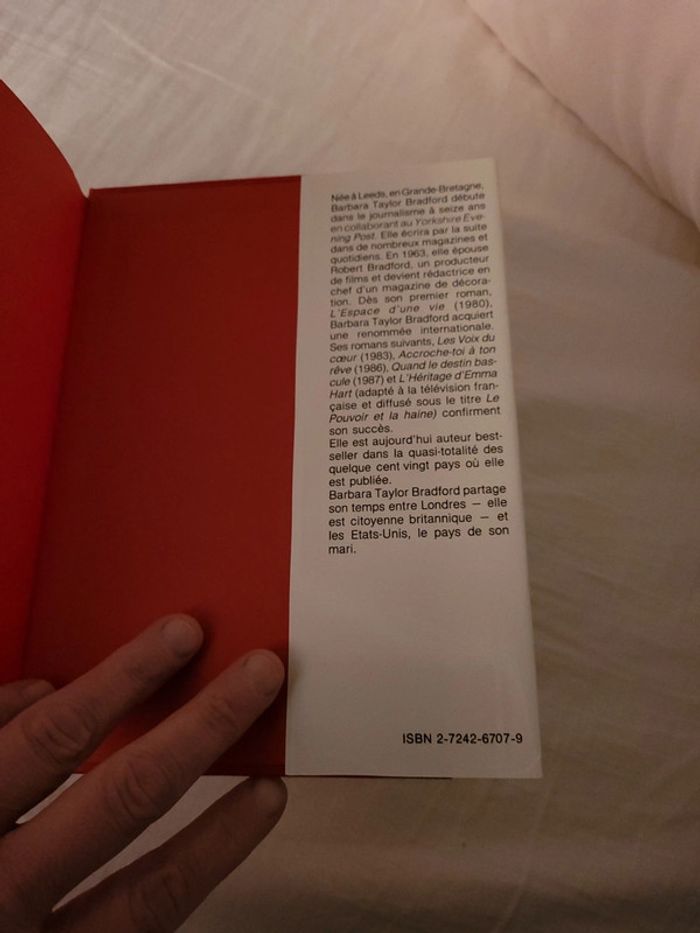 Née à Leeds, en Grande-Bretagne,
Barbara Taylor Bradford débute
dans le journalisme à seize ans
en collaborant au Yorkshire Eve-
ning Post. Elle écrira par la suite
dans de nombreux magazines et
quotidiens. En 1963, elle épouse
Robert Bradford, un producteur
de films et devient rédactrice en
chef d'un magazine de décora-
tion. Dès son premier roman,
L'Espace d'une vie (1980),
Barbara Taylor Bradford acquiert
une renommée internationale.
Ses romans suivants, Les Voix du
cœur (1983), Accroche-toi à ton
rêve (1986), Quand le destin bas-
cule (1987) et L'Héritage d'Emma
Hart (adapté à la télévision fran-
çaise et diffusé sous le titre Le
Pouvoir et la haine) confirment
son succès.
Elle est aujourd'hui auteur best-
seller dans la quasi-totalité des
quelque cent vingt pays où elle
est publiée.
Barbara Taylor Bradford partage
son temps entre Londres — elle
est citoyenne britannique — et
les Etats-Unis, le pays de son
mari.
ISBN 2-7242-6707-9